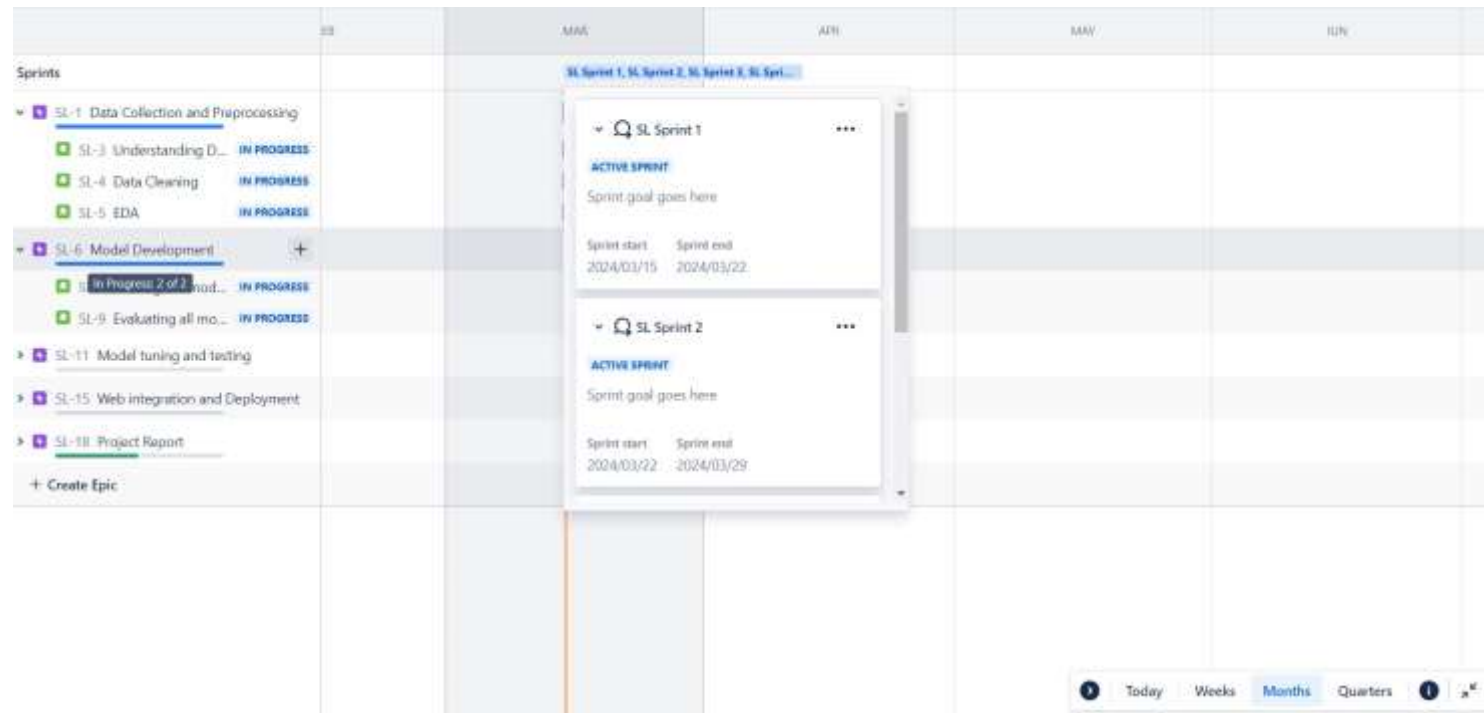 EB MAR APR MAY JUN
Sprints
SL Sprint 1, SL Sprint 2, SL Sprint 3, SL Spri...
SL-1 Data Collection and Preprocessing
SL-3 Understanding D... IN PROGRESS
SL-4 Data Cleaning IN PROGRESS
SL-5 EDA IN PROGRESS
SL-6 Model Development
In Progress: 2 of 2
mod... IN PROGRESS
SL-9 Evaluating all mo... IN PROGRESS
SL-11 Model tuning and testing
SL-15 Web integration and Deployment
SL-18 Project Report
+ Create Epic
SL Sprint 1
ACTIVE SPRINT
Sprint goal goes here
Sprint start Sprint end
2024/03/15 2024/03/22
SL Sprint 2
ACTIVE SPRINT
Sprint goal goes here
Sprint start Sprint end
2024/03/22 2024/03/29
Today Weeks Months Quarters